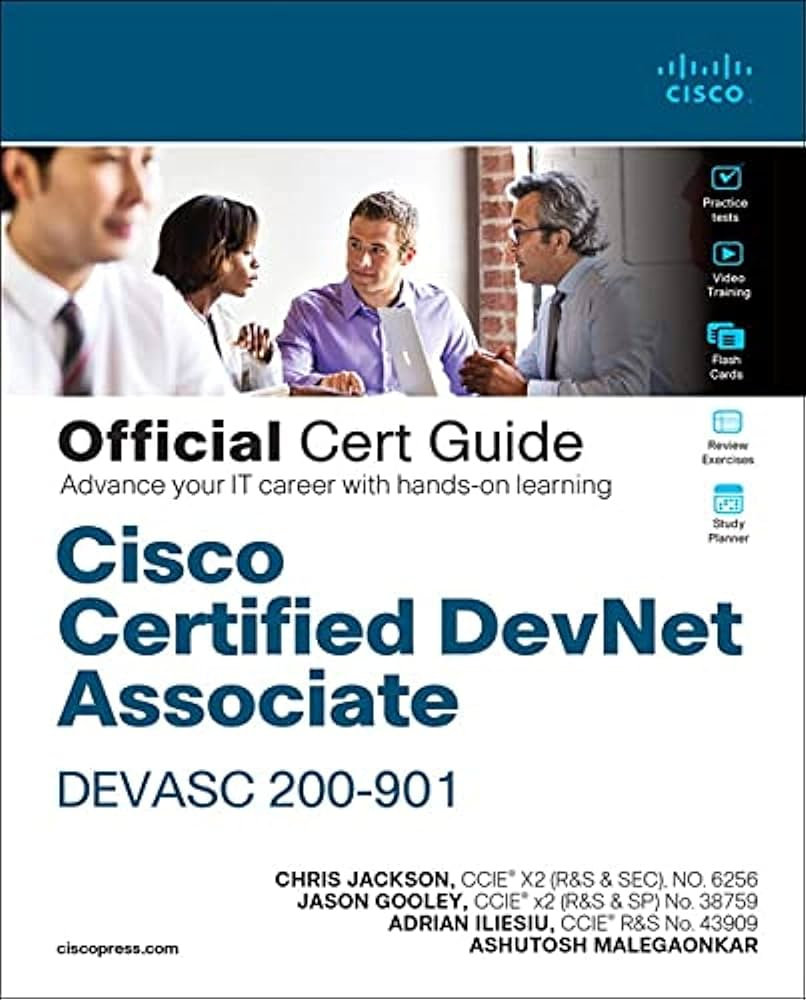 CISCO
Practice
tests
Video
Training
Flash
Cards
Review
Exercises
Study
Planner
Official Cert Guide
Advance your IT career with hands-on learning
Cisco
Certified DevNet
Associate
DEVASC 200-901
CHRIS JACKSON, CCIE® X2 (R&S & SEC). NO. 6256
JASON GOOLEY, CCIE® x2 (R&S & SP) No. 38759
ADRIAN ILIESIU, CCIE® R&S No. 43909
ASHUTOSH MALEGAONKAR
ciscopress.com